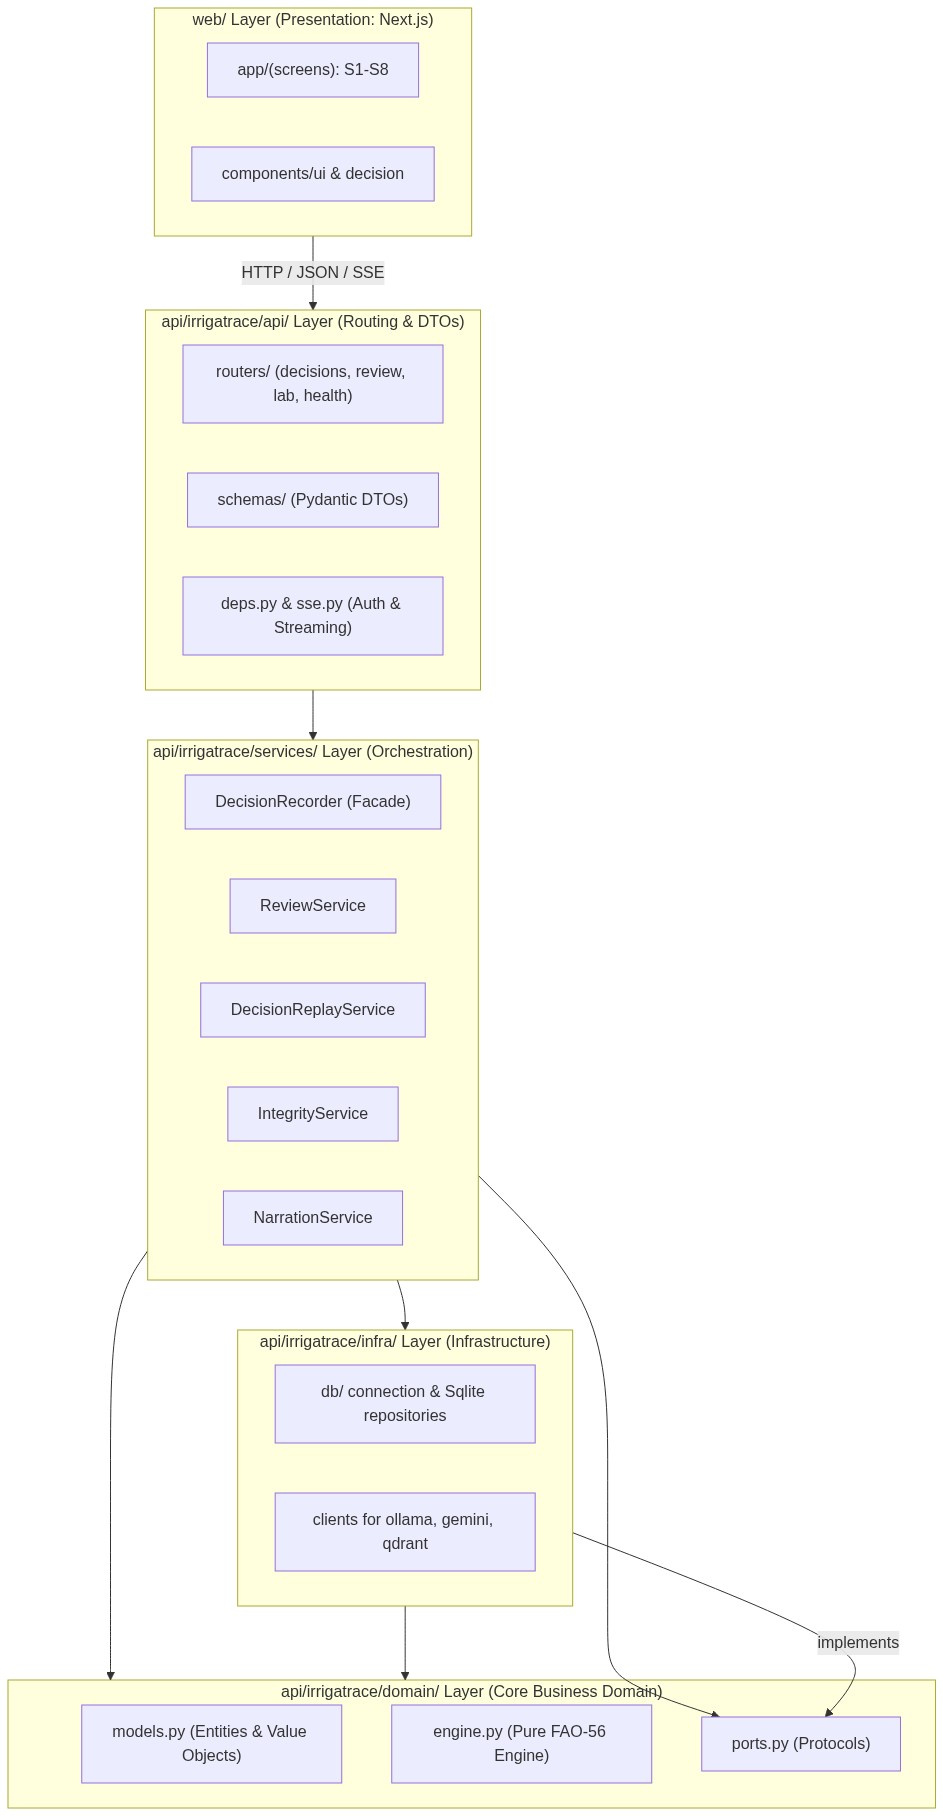 web/ Layer (Presentation: Next.js)
app/(screens): S1-S8
components/ui & decision
HTTP / JSON / SSE
api/irrigatrace/api/ Layer (Routing & DTOs)
routers/ (decisions, review,
lab, health)
schemas/ (Pydantic DTOs)
deps.py & sse.py (Auth &
Streaming)
api/irrigatrace/services/ Layer (Orchestration)
DecisionRecorder (Facade)
ReviewService
DecisionReplayService
IntegrityService
NarrationService
api/irrigatrace/infra/ Layer (Infrastructure)
db/ connection & Sqlite
repositories
clients for ollama, gemini,
qdrant
implements
api/irrigatrace/domain/ Layer (Core Business Domain)
models.py (Entities & Value
Objects)
engine.py (Pure FAO-56
Engine)
ports.py (Protocols)